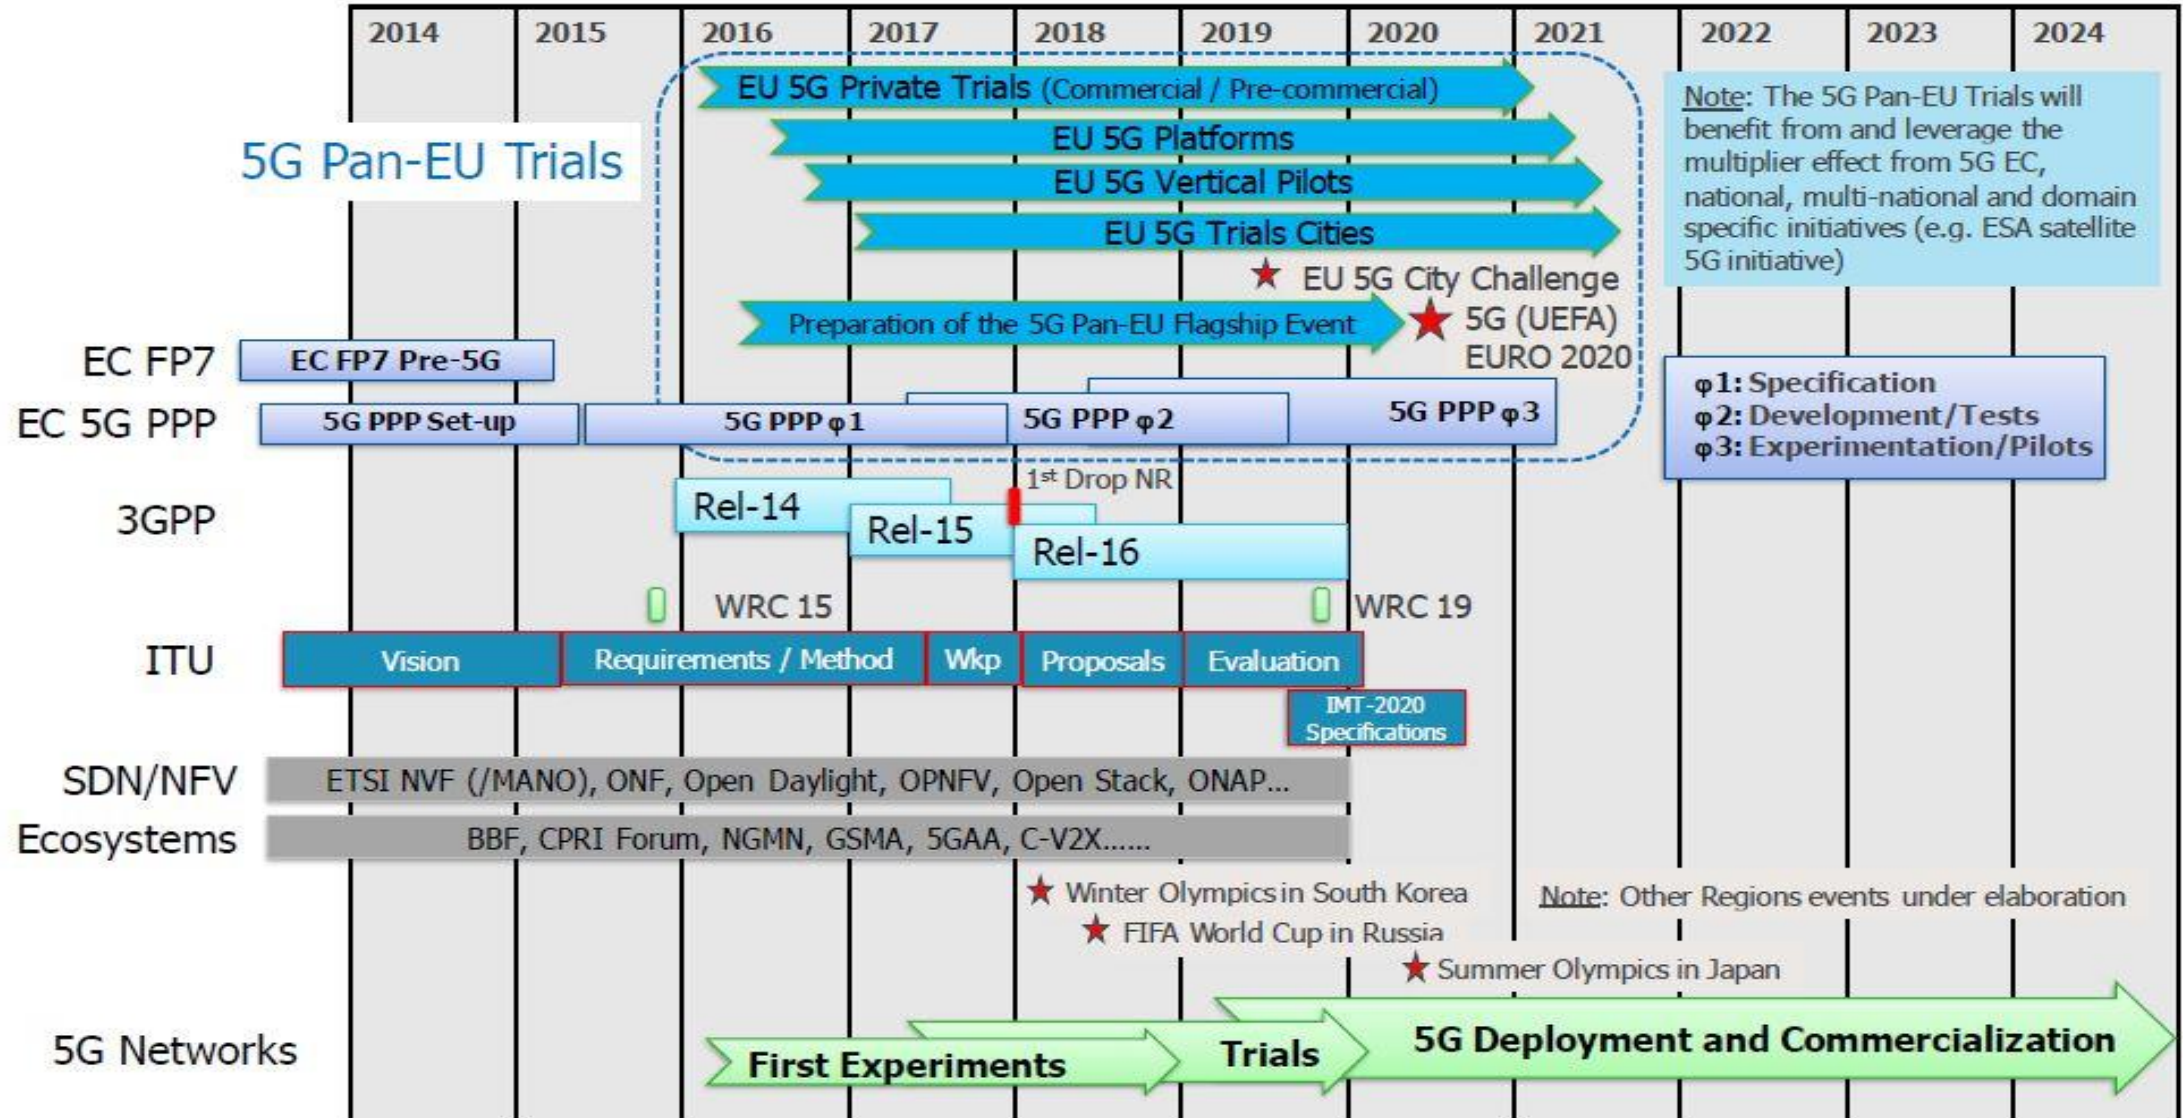 2014 2015 2016 2017 2018 2019 2020 2021 2022 2023 2024
EU 5G Private Trials (Commercial / Pre-commercial)
5G Pan-EU Trials
EU 5G Platforms
EU 5G Vertical Pilots
EU 5G Trials Cities
EU 5G City Challenge
Preparation of the 5G Pan-EU Flagship Event
5G (UEFA)
EURO 2020
Note: The 5G Pan-EU Trials will
benefit from and leverage the
multiplier effect from 5G EC,
national, multi-national and domain
specific initiatives (e.g. ESA satellite
5G initiative)
EC FP7
EC FP7 Pre-5G
EC 5G PPP
5G PPP Set-up
5G PPP φ1
5G PPP φ2
5G PPP φ3
φ1: Specification
φ2: Development/Tests
φ3: Experimentation/Pilots
3GPP
1st Drop NR
Rel-14
Rel-15
Rel-16
WRC 15
WRC 19
ITU
Vision
Requirements / Method
Wkp
Proposals
Evaluation
IMT-2020
Specifications
SDN/NFV
ETSI NVF (/MANO), ONF, Open Daylight, OPNFV, Open Stack, ONAP...
Ecosystems
BBF, CPRI Forum, NGMN, GSMA, 5GAA, C-V2X......
Winter Olympics in South Korea
Note: Other Regions events under elaboration
FIFA World Cup in Russia
Summer Olympics in Japan
5G Networks
First Experiments
Trials
5G Deployment and Commercialization